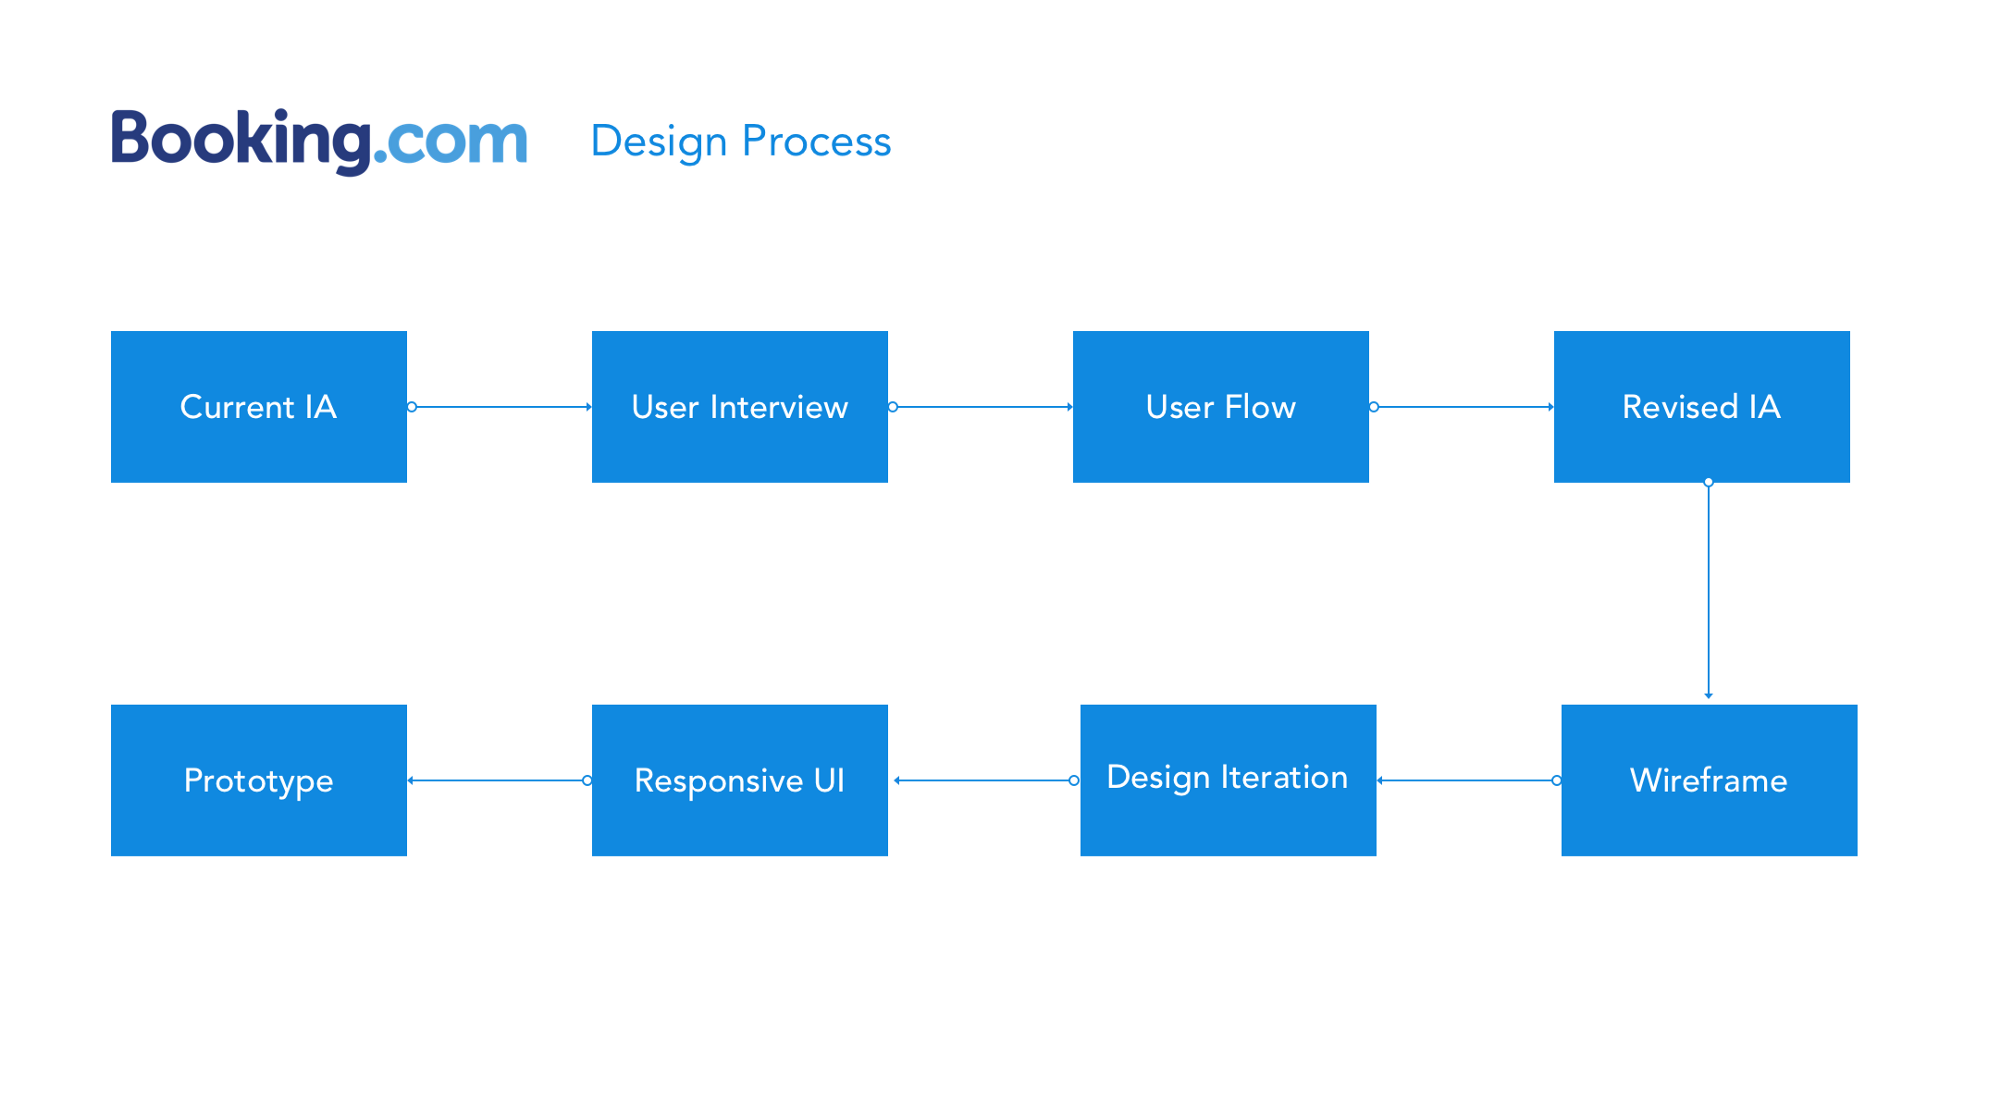 Booking.com Design Process
Current IA
User Interview
User Flow
Revised IA
Prototype
Responsive UI
Design Iteration
Wireframe